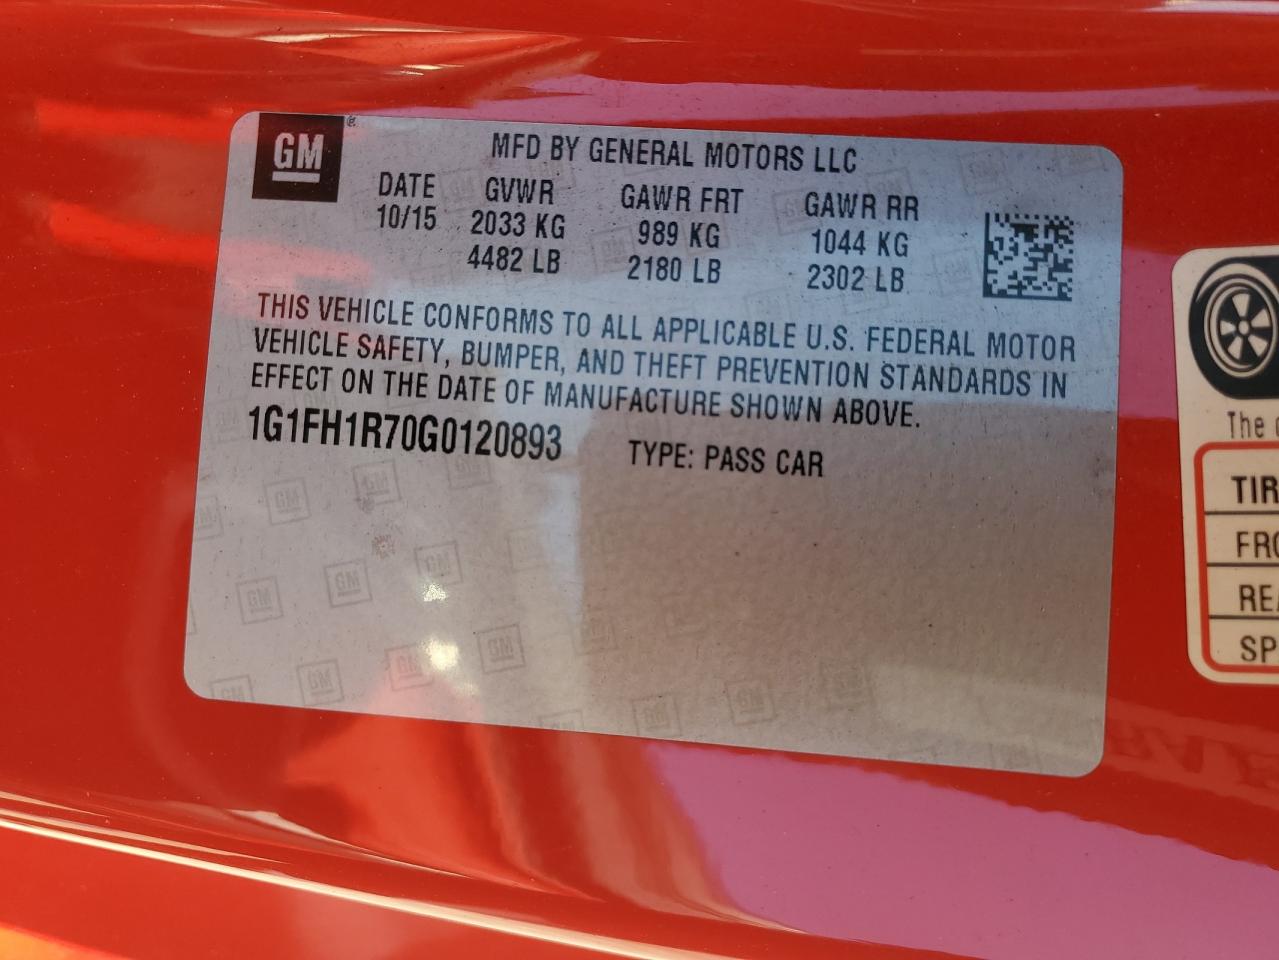 GM
MFD BY GENERAL MOTORS LLC
DATE GVWR GAWR FRT GAWR RR
10/15 2033 KG 989 KG 1044 KG
4482 LB 2180 LB 2302 LB
THIS VEHICLE CONFORMS TO ALL APPLICABLE U.S. FEDERAL MOTOR
VEHICLE SAFETY, BUMPER, AND THEFT PREVENTION STANDARDS IN
EFFECT ON THE DATE OF MANUFACTURE SHOWN ABOVE.
1G1FH1R70G0120893 TYPE: PASS CAR
The